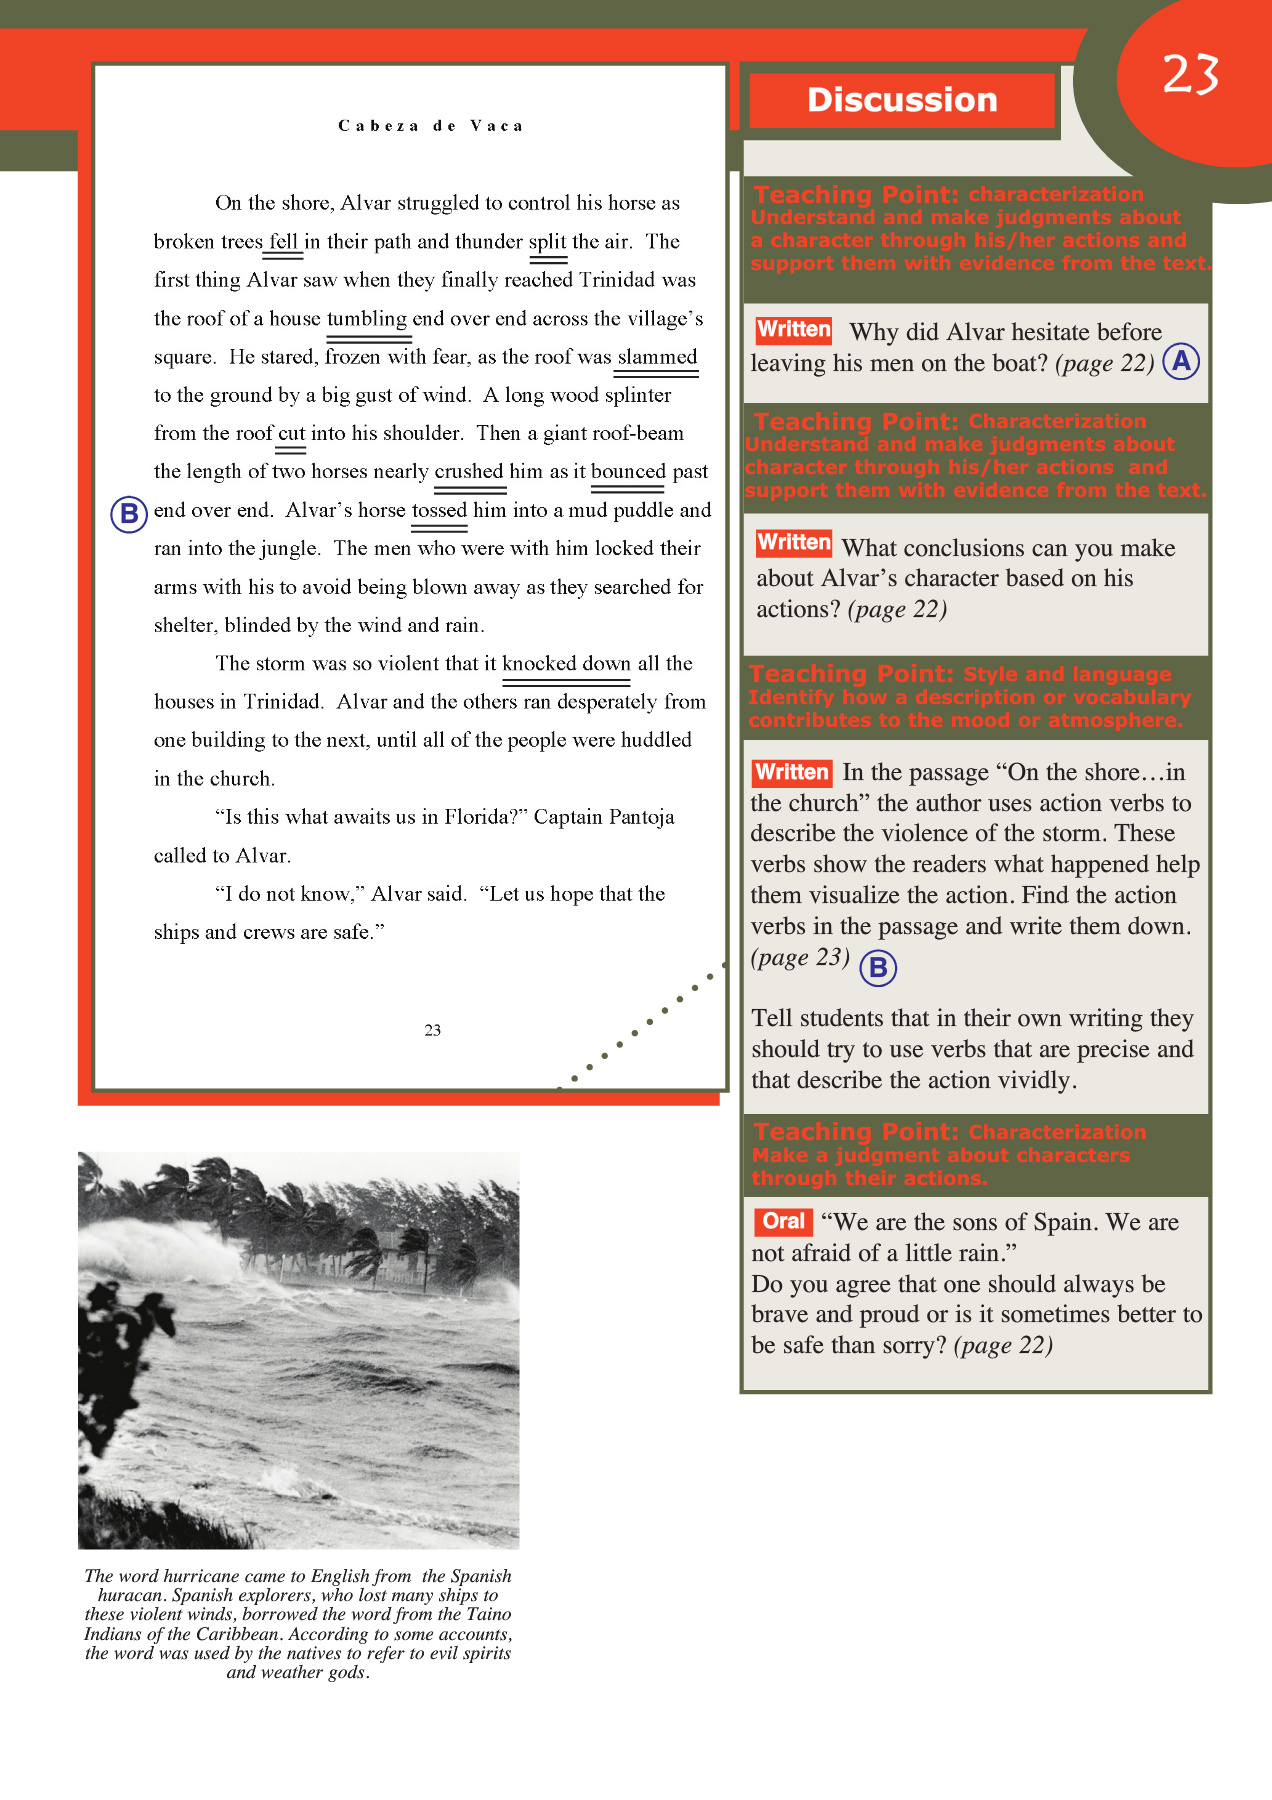 23
Cabeza de Vaca
On the shore, Alvar struggled to control his horse as
broken trees fell in their path and thunder split the air. The
first thing Alvar saw when they finally reached Trinidad was
the roof of a house tumbling end over end across the village's
square. He stared, frozen with fear, as the roof was slammed
to the ground by a big gust of wind. A long wood splinter
from the roof cut into his shoulder. Then a giant roof-beam
the length of two horses nearly crushed him as it bounced past
B
end over end. Alvar's horse tossed him into a mud puddle and
ran into the jungle. The men who were with him locked their
arms with his to avoid being blown away as they searched for
shelter, blinded by the wind and rain.
The storm was so violent that it knocked down all the
houses in Trinidad. Alvar and the others ran desperately from
one building to the next, until all of the people were huddled
in the church.
“Is this what awaits us in Florida?” Captain Pantoja
called to Alvar.
“I do not know,” Alvar said. “Let us hope that the
ships and crews are safe.”
23
Discussion
Teaching Point: characterization
Understand and make judgments about
a character through his/her actions and
support them with evidence from the text.
Written Why did Alvar hesitate before
leaving his men on the boat? (page 22) A
Teaching Point: Characterization
Understand and make judgments about
character through his/her actions and
support them with evidence from the text.
Written What conclusions can you make
about Alvar's character based on his
actions? (page 22)
Teaching Point: Style and language
Identify how a description or vocabulary
contributes to the mood or atmosphere.
Written In the passage “On the shore…in
the church” the author uses action verbs to
describe the violence of the storm. These
verbs show the readers what happened help
them visualize the action. Find the action
verbs in the passage and write them down.
(page 23) B
Tell students that in their own writing they
should try to use verbs that are precise and
that describe the action vividly.
Teaching Point: Characterization
Make a judgment about characters
through their actions.
Oral “We are the sons of Spain. We are
not afraid of a little rain.”
Do you agree that one should always be
brave and proud or is it sometimes better to
be safe than sorry? (page 22)
The word hurricane came to English from the Spanish
huracan. Spanish explorers, who lost many ships to
these violent winds, borrowed the word from the Taino
Indians of the Caribbean. According to some accounts,
the word was used by the natives to refer to evil spirits
and weather gods.